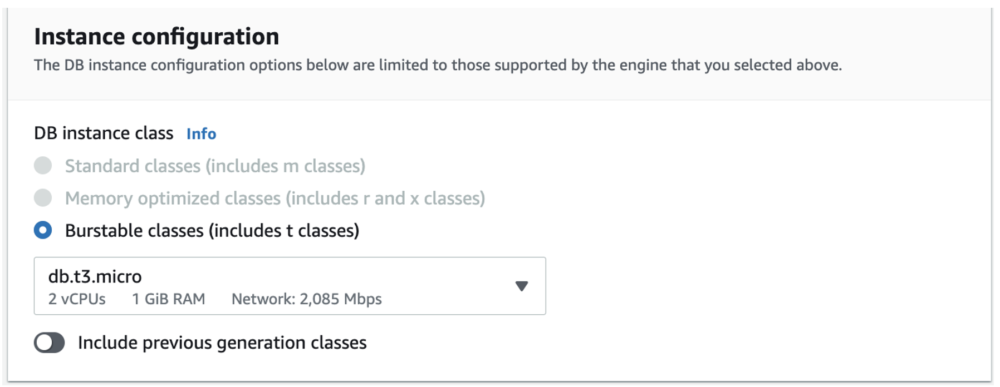 Instance configuration
The DB instance configuration options below are limited to those supported by the engine that you selected above.
DB instance class Info
Standard classes (includes m classes)
Memory optimized classes (includes r and x classes)
Burstable classes (includes t classes)
db.t3.micro
2 vCPUs 1 GiB RAM Network: 2,085 Mbps
Include previous generation classes